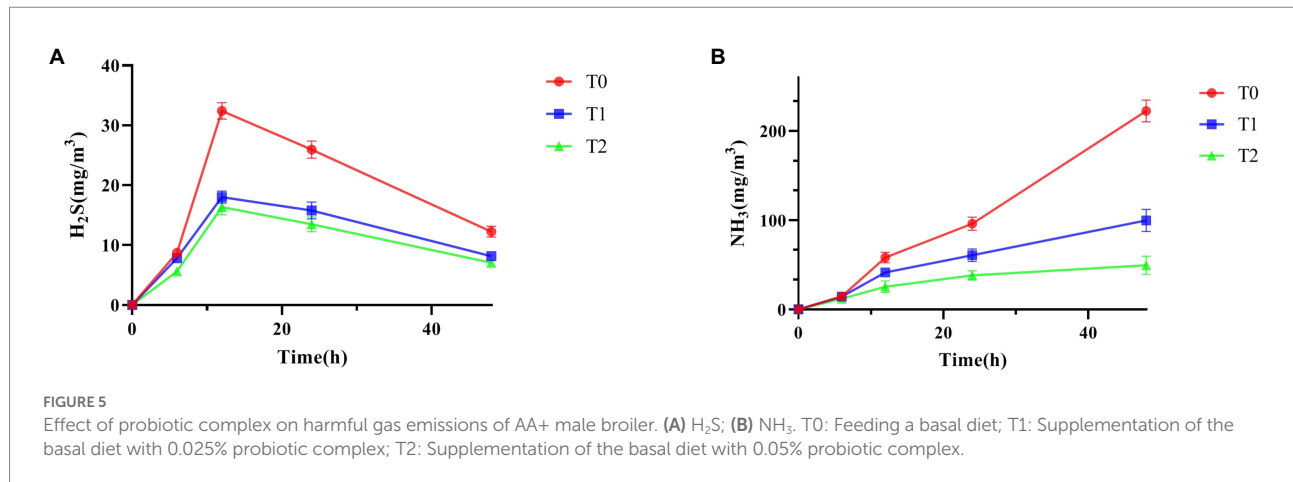 A
H₂S(mg/m³)
40
30
20
10
0
0
20
40
Time(h)
T0
T1
T2
B
NH₃(mg/m³)
200
100
0
0
20
40
Time(h)
T0
T1
T2
FIGURE 5
Effect of probiotic complex on harmful gas emissions of AA+ male broiler. (A) H₂S; (B) NH₃. T0: Feeding a basal diet; T1: Supplementation of the
basal diet with 0.025% probiotic complex; T2: Supplementation of the basal diet with 0.05% probiotic complex.